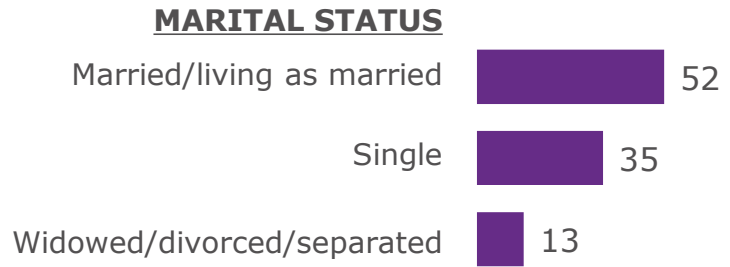 MARITAL STATUS
Married/living as married 52
Single 35
Widowed/divorced/separated 13